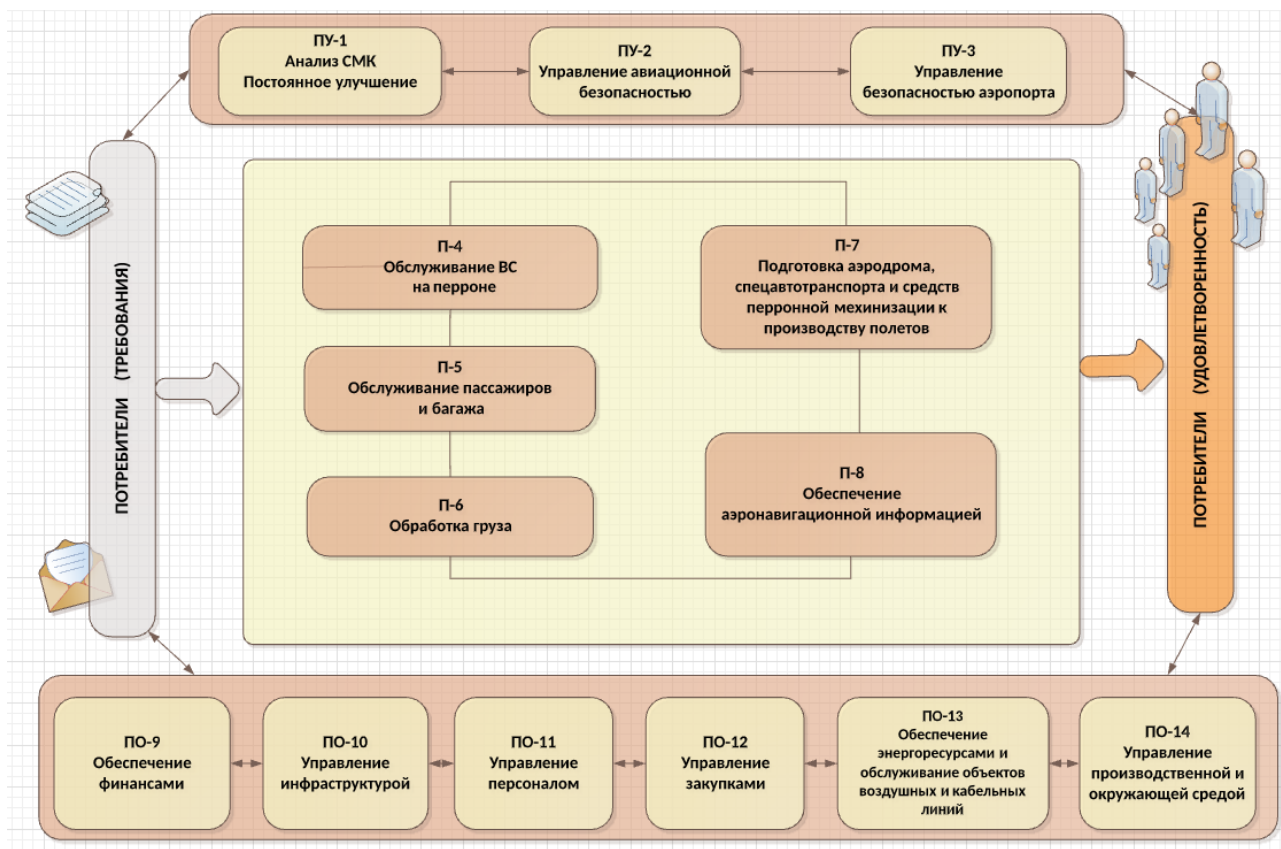 ПУ-1
Анализ СМК
Постоянное улучшение
ПУ-2
Управление авиационной
безопасностью
ПУ-3
Управление
безопасностью аэропорта
ПОТРЕБИТЕЛИ (ТРЕБОВАНИЯ)
П-4
Обслуживание ВС
на перроне
П-5
Обслуживание пассажиров
и багажа
П-6
Обработка груза
П-7
Подготовка аэродрома,
спецавтотранспорта и средств
перронной мехинизации к
производству полетов
П-8
Обеспечение
аэронавигационной информацией
ПОТРЕБИТЕЛИ (УДОВЛЕТВОРЕННОСТЬ)
ПО-9
Обеспечение
финансами
ПО-10
Управление
инфраструктурой
ПО-11
Управление
персоналом
ПО-12
Управление
закупками
ПО-13
Обеспечение
энергоресурсами и
обслуживание объектов
воздушных и кабельных
линий
ПО-14
Управление
производственной и
окружающей средой